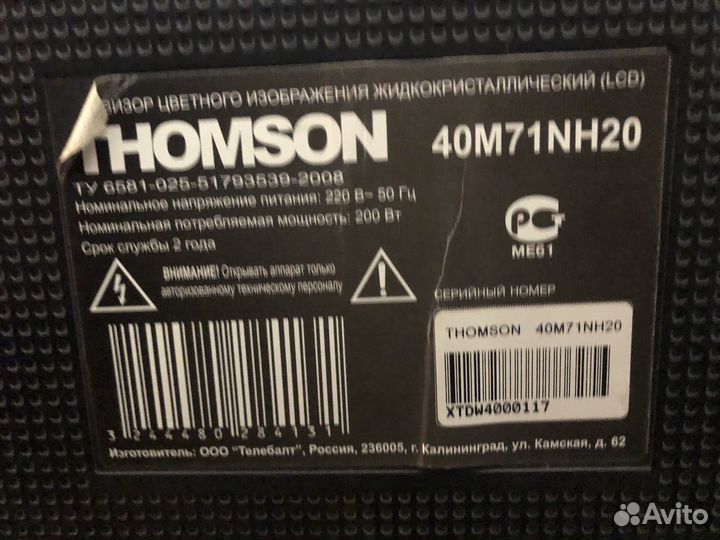 ВИЗОР ЦВЕТНОГО ИЗОБРАЖЕНИЯ ЖИДКОКРИСТАЛЛИЧЕСКИЙ (LCD)
THOMSON 40M71NH20
ТУ 6581-025-51793539-2008
Номинальное напряжение питания: 220 В~ 50 Гц
Номинальная потребляемая мощность: 200 Вт
Срок службы 2 года
РСТ
МЕ61
ВНИМАНИЕ! Открывать аппарат только
авторизованному техническому персоналу
СЕРИЙНЫЙ НОМЕР
THOMSON 40M71NH20
XTDW4000117
3 244480 284131
Изготовитель: ООО "Телебалт", Россия, 236005, г. Калининград, ул. Камская, д. 62
Avito